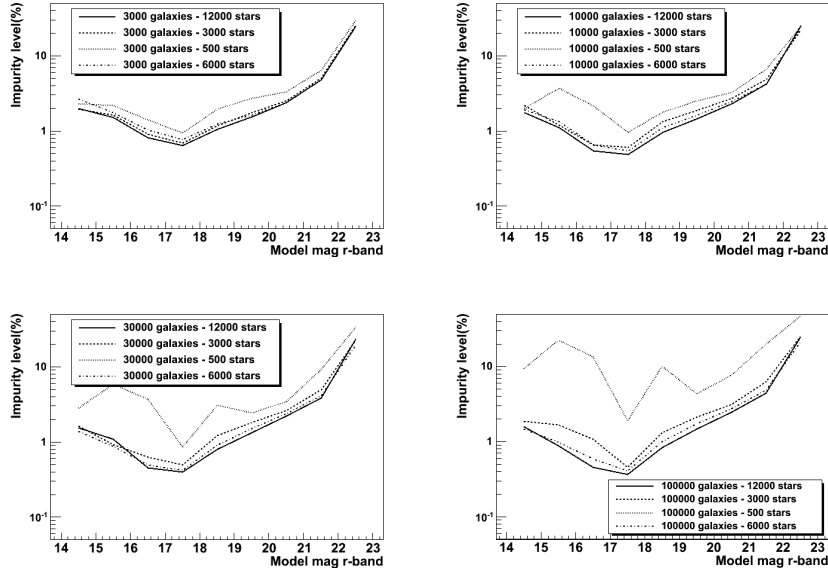 Impurity level(%)
10
1
10-1
3000 galaxies - 12000 stars
3000 galaxies - 3000 stars
3000 galaxies - 500 stars
3000 galaxies - 6000 stars
14 15 16 17 18 19 20 21 22 23
Model mag r-band
Impurity level(%)
10
1
10-1
10000 galaxies - 12000 stars
10000 galaxies - 3000 stars
10000 galaxies - 500 stars
10000 galaxies - 6000 stars
14 15 16 17 18 19 20 21 22 23
Model mag r-band
Impurity level(%)
10
1
10-1
30000 galaxies - 12000 stars
30000 galaxies - 3000 stars
30000 galaxies - 500 stars
30000 galaxies - 6000 stars
14 15 16 17 18 19 20 21 22 23
Model mag r-band
Impurity level(%)
10
1
10-1
100000 galaxies - 12000 stars
100000 galaxies - 3000 stars
100000 galaxies - 500 stars
100000 galaxies - 6000 stars
14 15 16 17 18 19 20 21 22 23
Model mag r-band